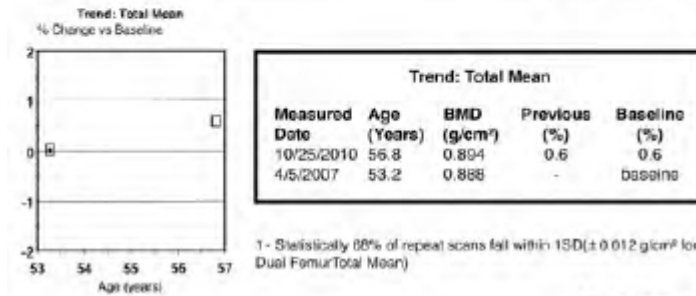 Trend: Total Mean
% Change vs Baseline
2
1
0
-1
-2
53 54 55 56 57
Age (years)
Trend: Total Mean
Measured Date Age (Years) BMD (g/cm²) Previous (%) Baseline (%)
10/25/2010 56.8 0.894 0.6 0.6
4/5/2007 53.2 0.888 - baseline
1 - Statistically 68% of repeat scans fall within 1SD(± 0.012 g/cm² for
Dual FemurTotal Mean)